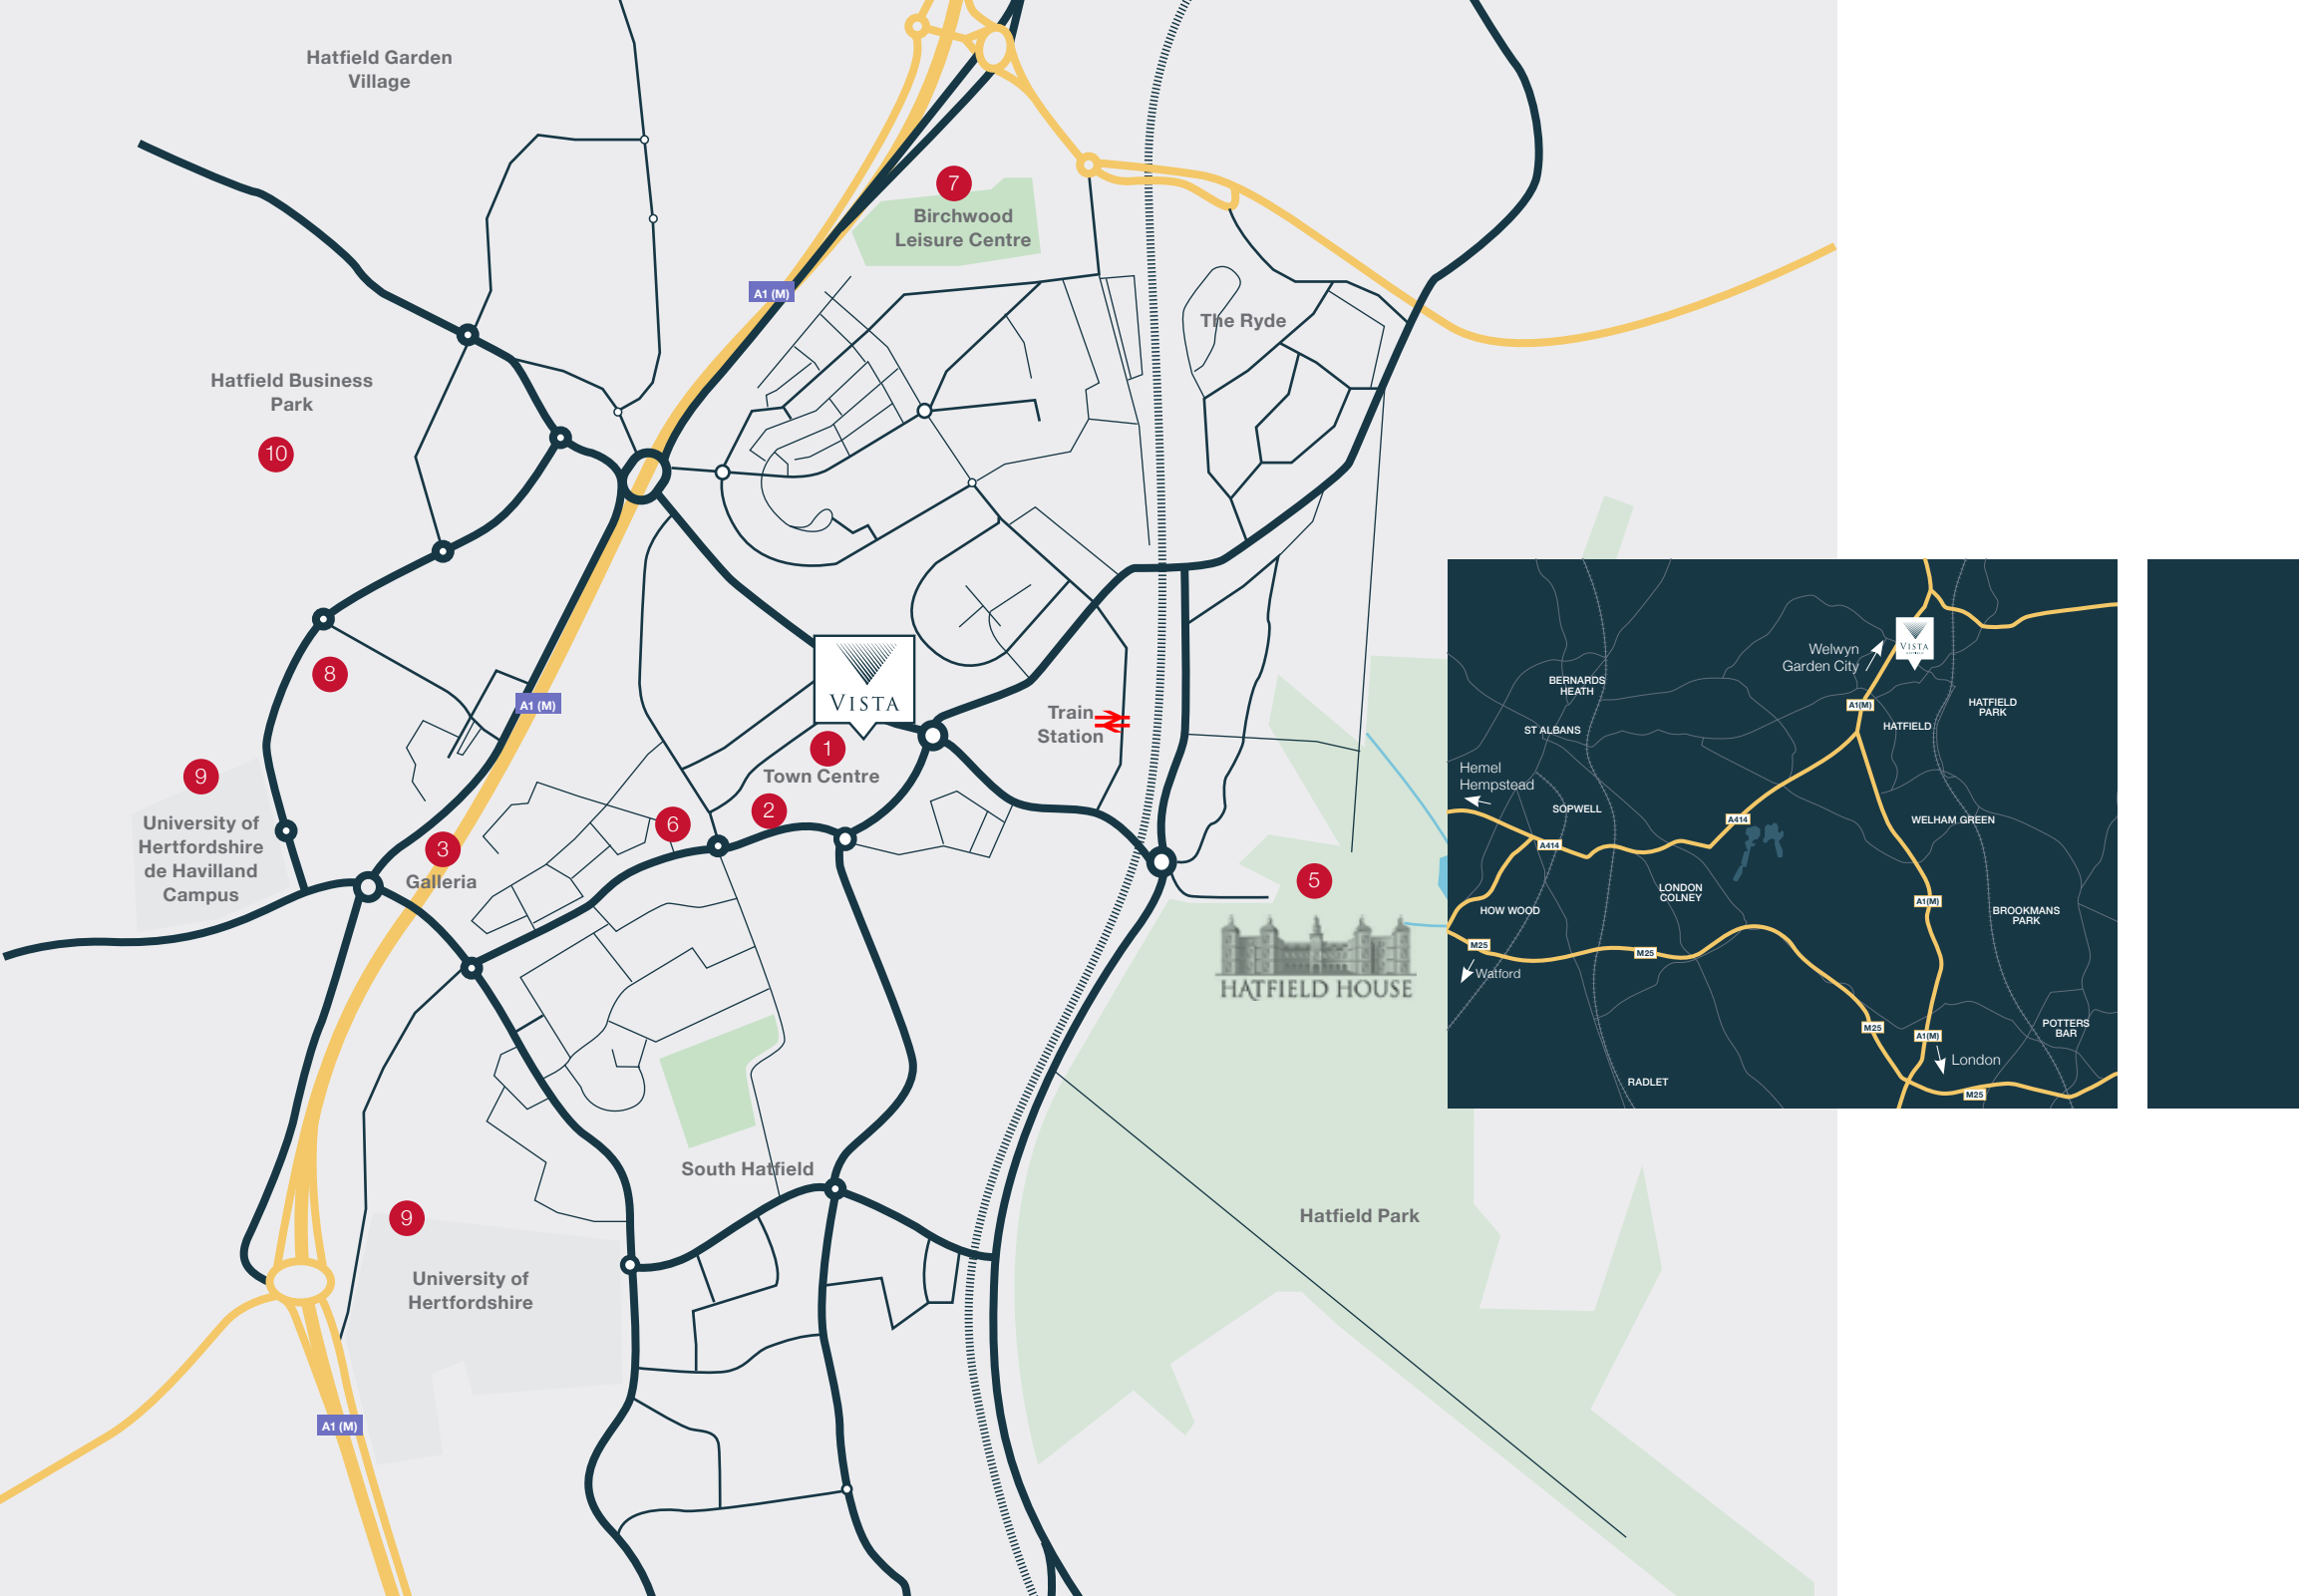 Hatfield Garden
Village
7
Birchwood
Leisure Centre
A1 (M)
The Ryde
Hatfield Business
Park
10
8
A1 (M)
VISTA
1
Town Centre
Train
Station
9
University of
Hertfordshire
de Havilland
Campus
3
Galleria
6
2
5
HATFIELD HOUSE
South Hatfield
9
University of
Hertfordshire
Hatfield Park
A1 (M)
Welwyn
Garden City
VISTA
BERNARDS
HEATH
A1(M)
HATFIELD
PARK
HATFIELD
ST ALBANS
Hemel
Hempstead
SOPWELL
A414
WELHAM GREEN
A414
LONDON
COLNEY
HOW WOOD
A1(M)
BROOKMANS
PARK
M25
M25
Watford
M25
A1(M)
POTTERS
BAR
London
RADLET
M25